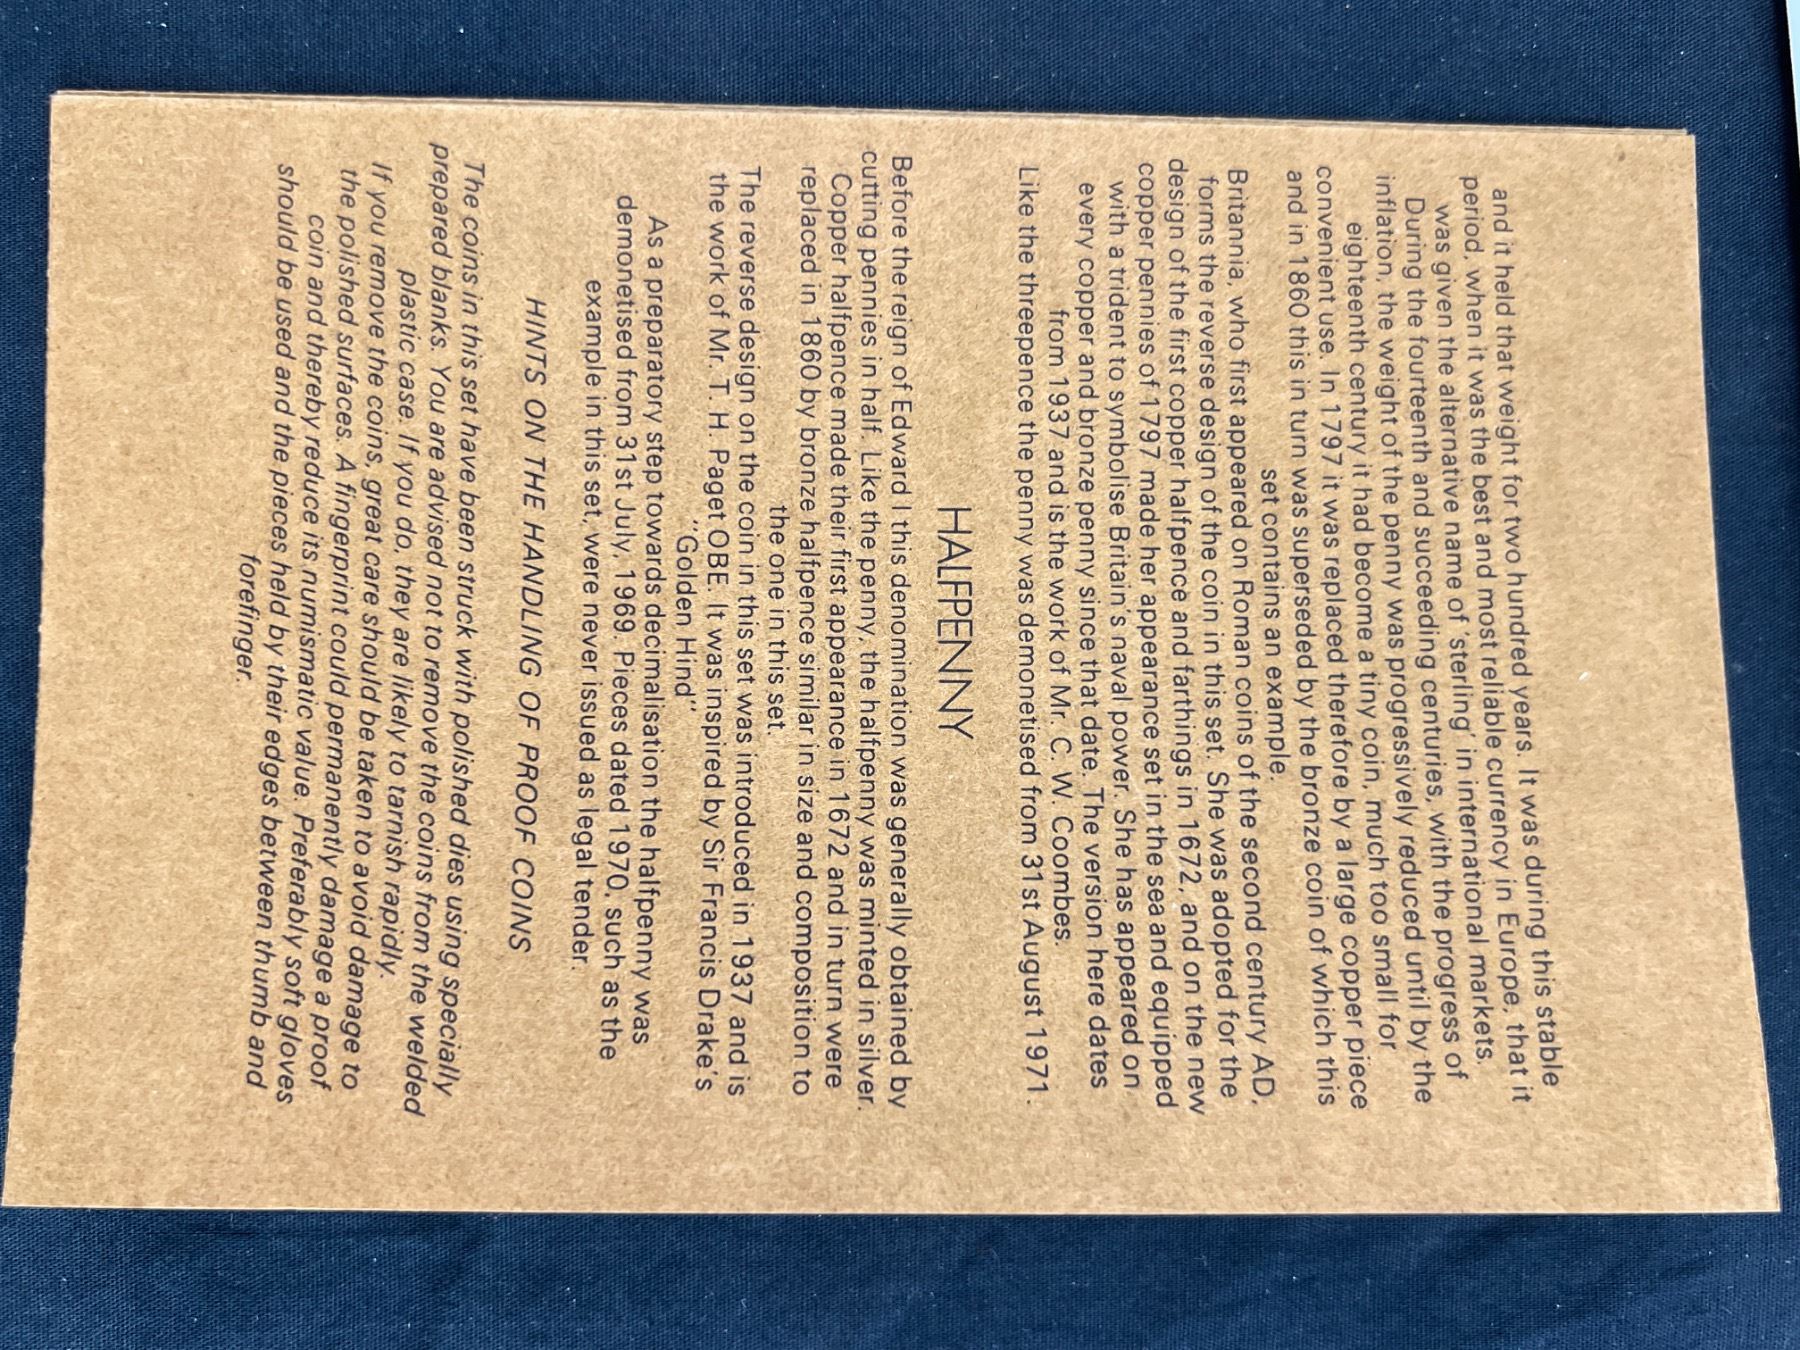 and it held that weight for two hundred years. It was during this stable
period, when it was the best and most reliable currency in Europe, that it
was given the alternative name of 'sterling' in international markets.
During the fourteenth and succeeding centuries, with the progress of
inflation, the weight of the penny was progressively reduced until by the
eighteenth century it had become a tiny coin, much too small for
convenient use. In 1797 it was replaced therefore by a large copper piece
and in 1860 this in turn was superseded by the bronze coin of which this
set contains an example.
Britannia, who first appeared on Roman coins of the second century AD,
forms the reverse design of the coin in this set. She was adopted for the
design of the first copper halfpence and farthings in 1672, and on the new
copper pennies of 1797 made her appearance set in the sea and equipped
with a trident to symbolise Britain's naval power. She has appeared on
every copper and bronze penny since that date. The version here dates
from 1937 and is the work of Mr. C. W. Coombes.
Like the threepence the penny was demonetised from 31st August 1971.
HALFPENNY
Before the reign of Edward I this denomination was generally obtained by
cutting pennies in half. Like the penny, the halfpenny was minted in silver.
Copper halfpence made their first appearance in 1672 and in turn were
replaced in 1860 by bronze halfpence similar in size and composition to
the one in this set.
The reverse design on the coin in this set was introduced in 1937 and is
the work of Mr. T. H. Paget OBE. It was inspired by Sir Francis Drake's
"Golden Hind"
As a preparatory step towards decimalisation the halfpenny was
demonetised from 31st July, 1969. Pieces dated 1970, such as the
example in this set, were never issued as legal tender.
HINTS ON THE HANDLING OF PROOF COINS
The coins in this set have been struck with polished dies using specially
prepared blanks. You are advised not to remove the coins from the welded
plastic case. If you do, they are likely to tarnish rapidly.
If you remove the coins, great care should be taken to avoid damage to
the polished surfaces. A fingerprint could permanently damage a proof
coin and thereby reduce its numismatic value. Preferably soft gloves
should be used and the pieces held by their edges between thumb and
forefinger.